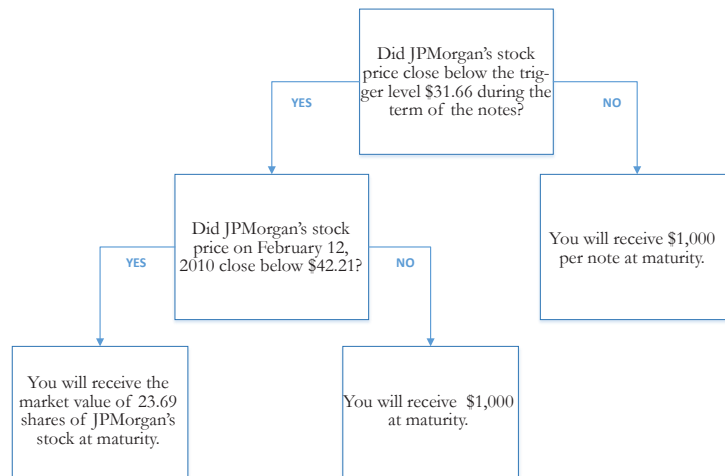 Did JPMorgan's stock
price close below the trig-
ger level $31.66 during the
term of the notes?
YES
NO
Did JPMorgan's stock
price on February 12,
2010 close below $42.21?
You will receive $1,000
per note at maturity.
YES
NO
You will receive the
market value of 23.69
shares of JPMorgan's
stock at maturity.
You will receive $1,000
at maturity.